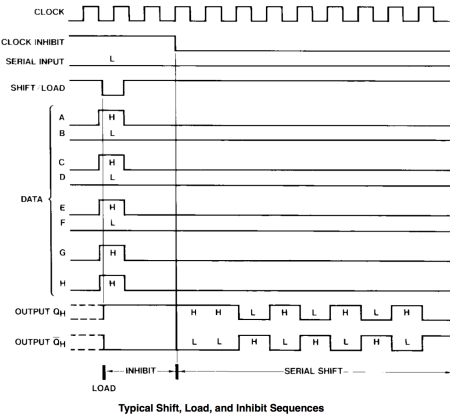 CLOCK
CLOCK INHIBIT
SERIAL INPUT L
SHIFT/LOAD
DATA
A H
B L
C H
D L
E H
F L
G H
H H
OUTPUT QH H H L H L H L H
OUTPUT Q̅H L L H L H L H L
INHIBIT SERIAL SHIFT
LOAD
Typical Shift, Load, and Inhibit Sequences